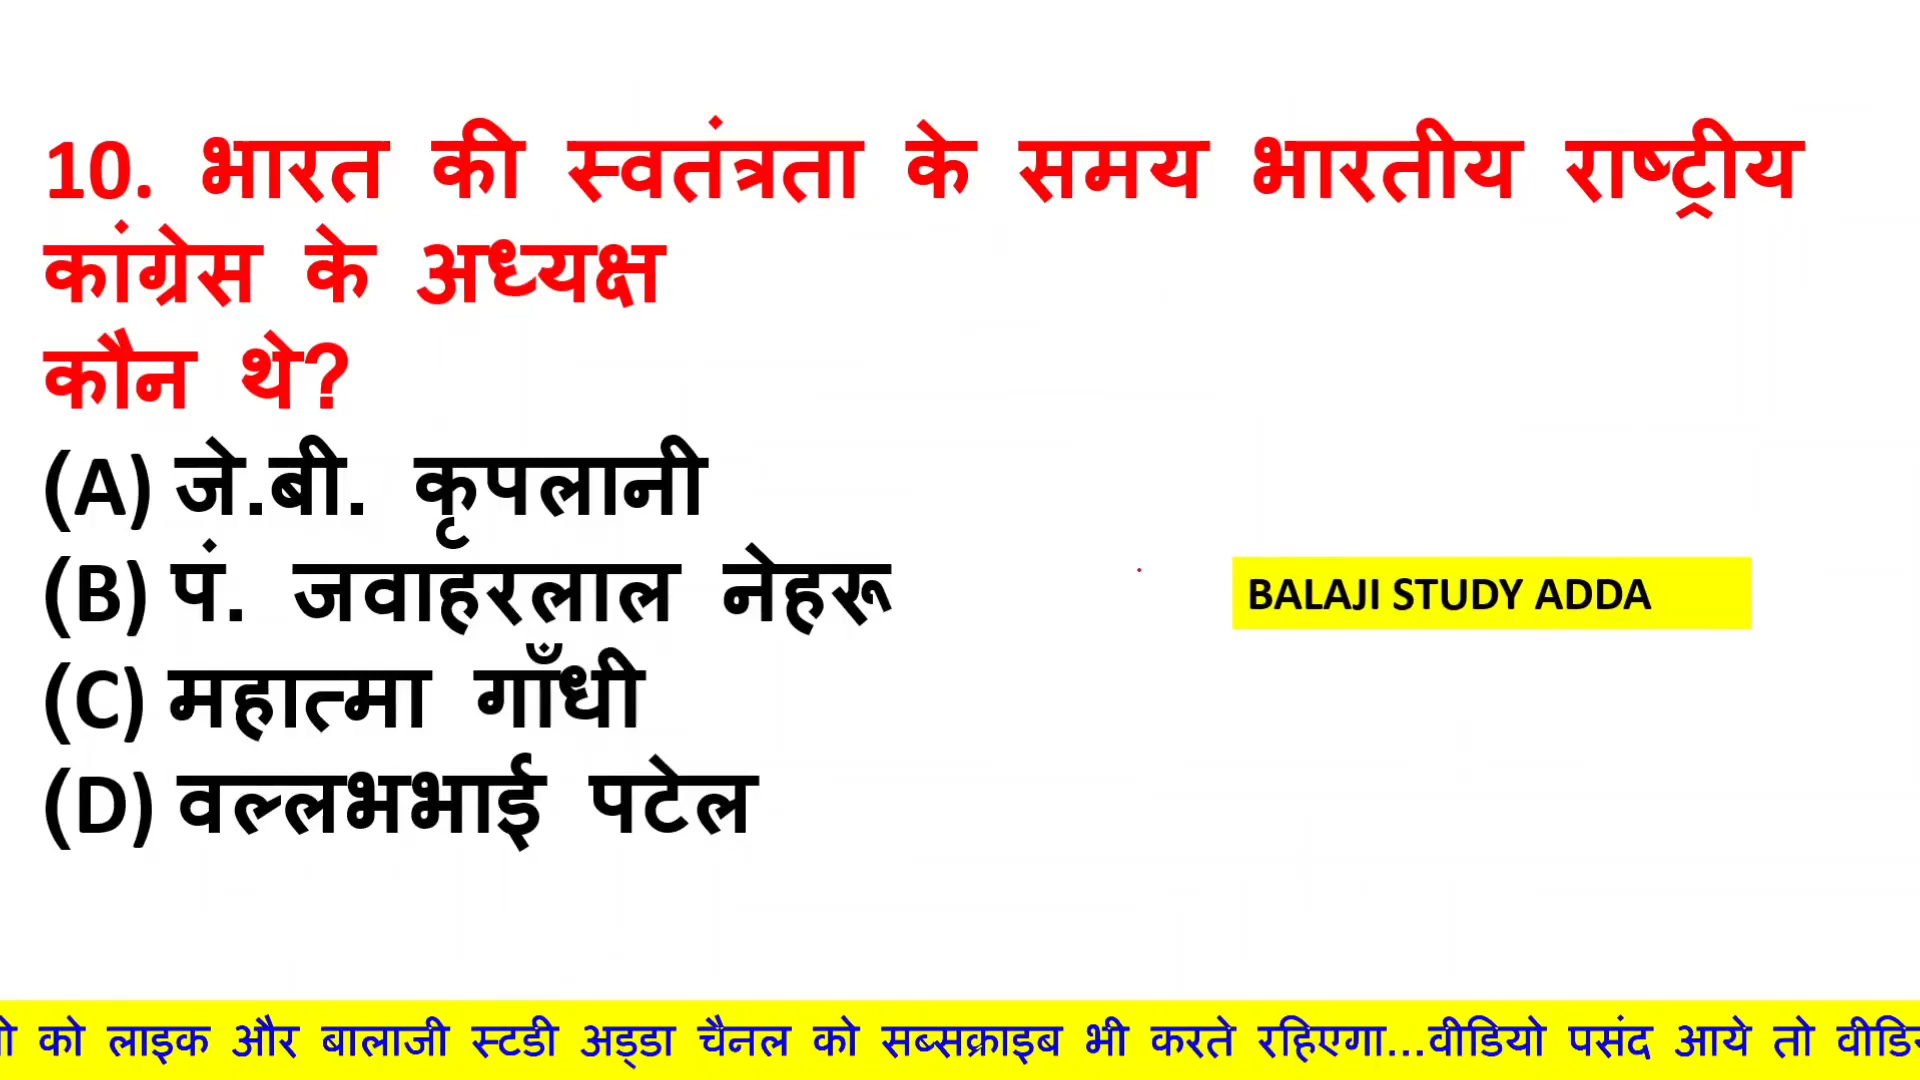 10. भारत की स्वतंत्रता के समय भारतीय राष्ट्रीय
कांग्रेस के अध्यक्ष
कौन थे?
(A) जे.बी. कृपलानी
(B) पं. जवाहरलाल नेहरू
(C) महात्मा गाँधी
(D) वल्लभभाई पटेल
BALAJI STUDY ADDA
को लाइक और बालाजी स्टडी अड्डा चैनल को सब्सक्राइब भी करते रहिएगा...वीडियो पसंद आये तो